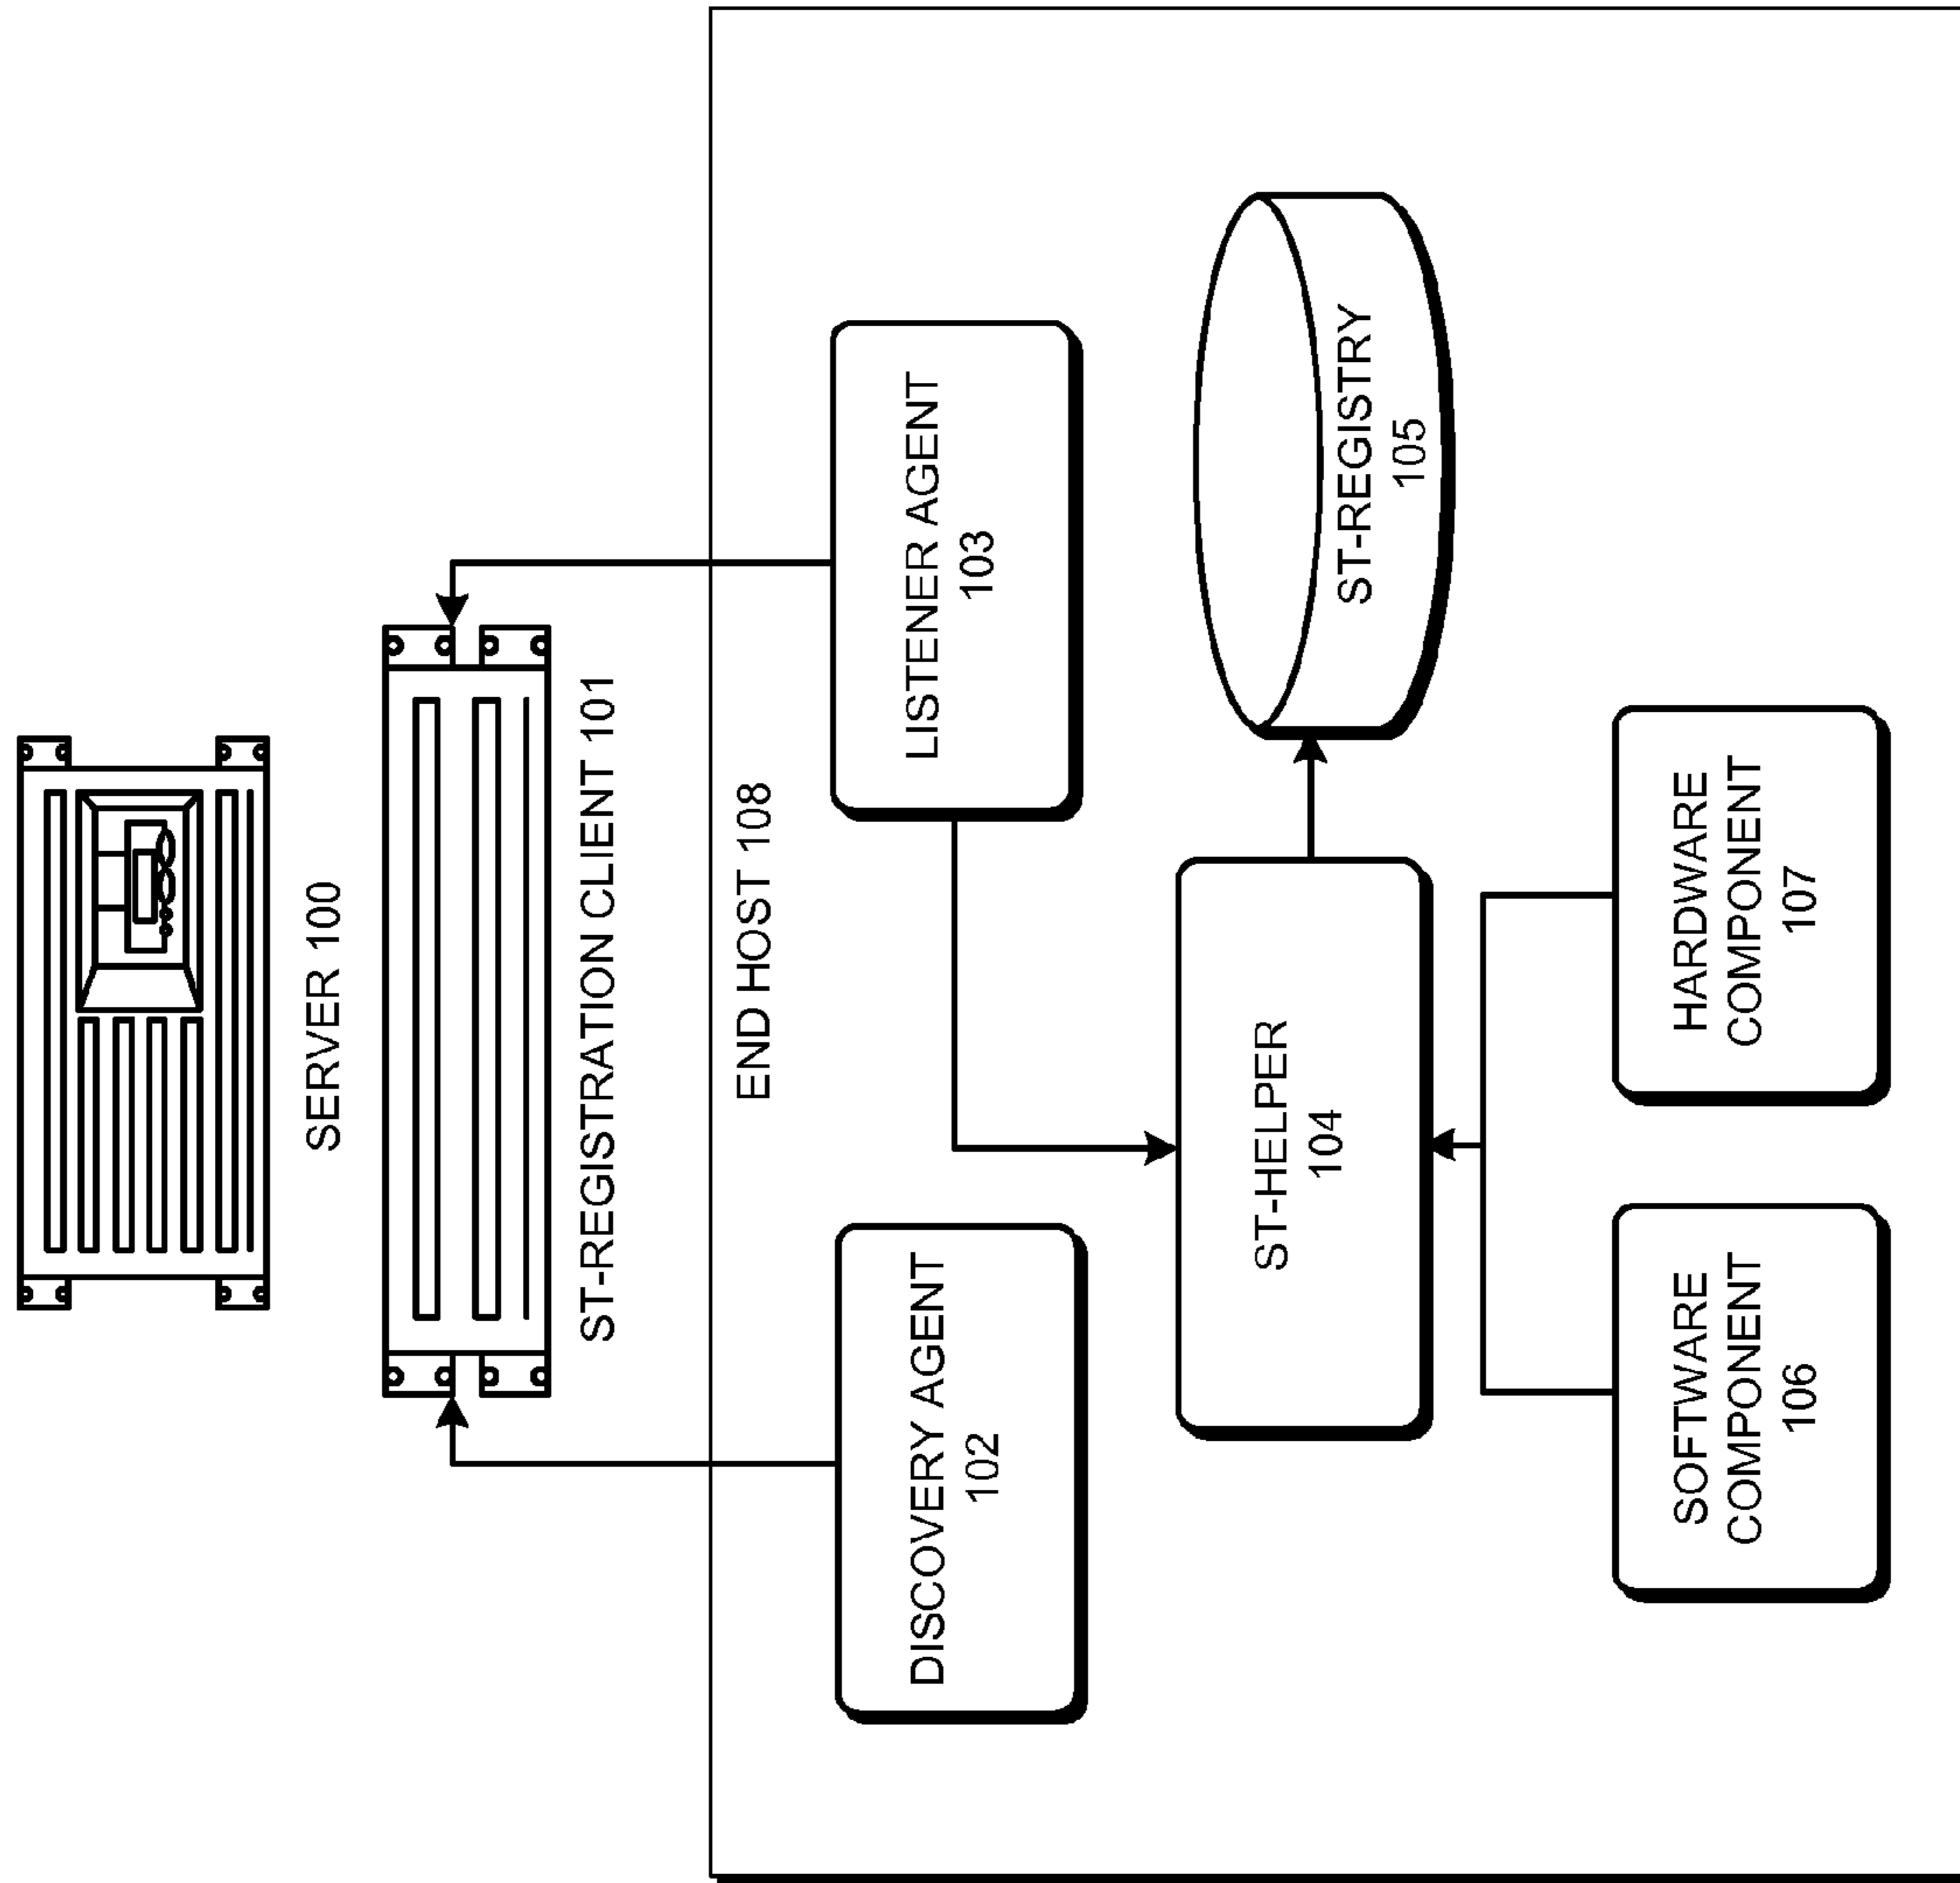 SERVER 100
ST-REGISTRATION CLIENT 101
END HOST 108
DISCOVERY AGENT
102
LISTENER AGENT
103
ST-HELPER
104
ST-REGISTRY
105
SOFTWARE
COMPONENT
106
HARDWARE
COMPONENT
107